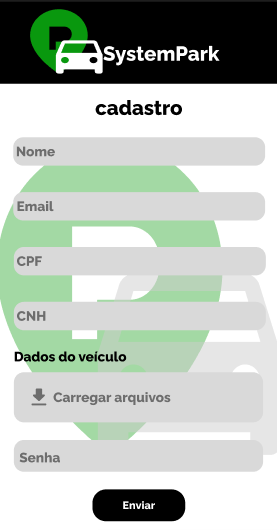 SystemPark
cadastro
Nome
Email
CPF
CNH
Dados do veículo
Carregar arquivos
Senha
Enviar